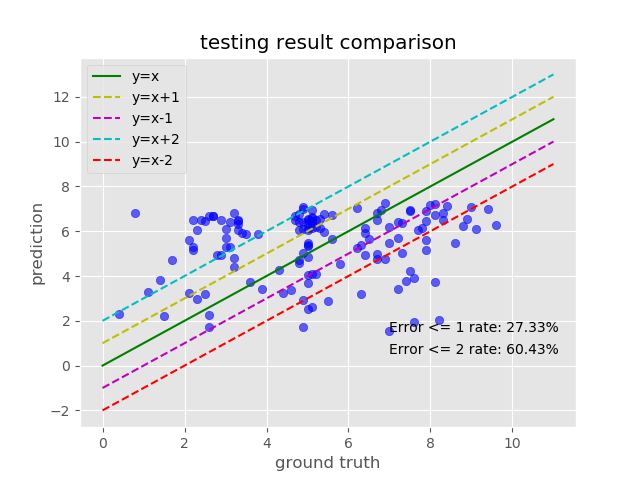 testing result comparison
y=x
y=x+1
y=x-1
y=x+2
y=x-2
12
10
8
6
4
2
0
−2
prediction
Error <= 1 rate: 27.33%
Error <= 2 rate: 60.43%
0
2
4
6
8
10
ground truth